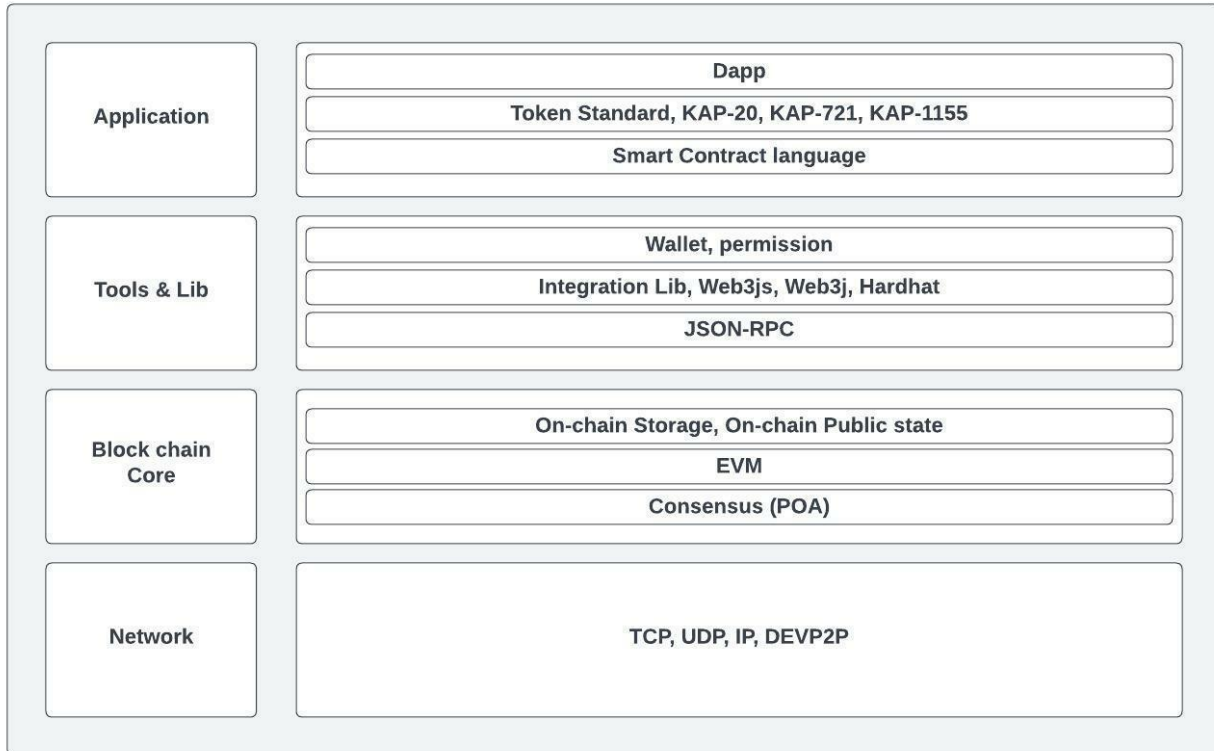 Application
Dapp
Token Standard, KAP-20, KAP-721, KAP-1155
Smart Contract language
Tools & Lib
Wallet, permission
Integration Lib, Web3js, Web3j, Hardhat
JSON-RPC
Block chain
Core
On-chain Storage, On-chain Public state
EVM
Consensus (POA)
Network
TCP, UDP, IP, DEVP2P